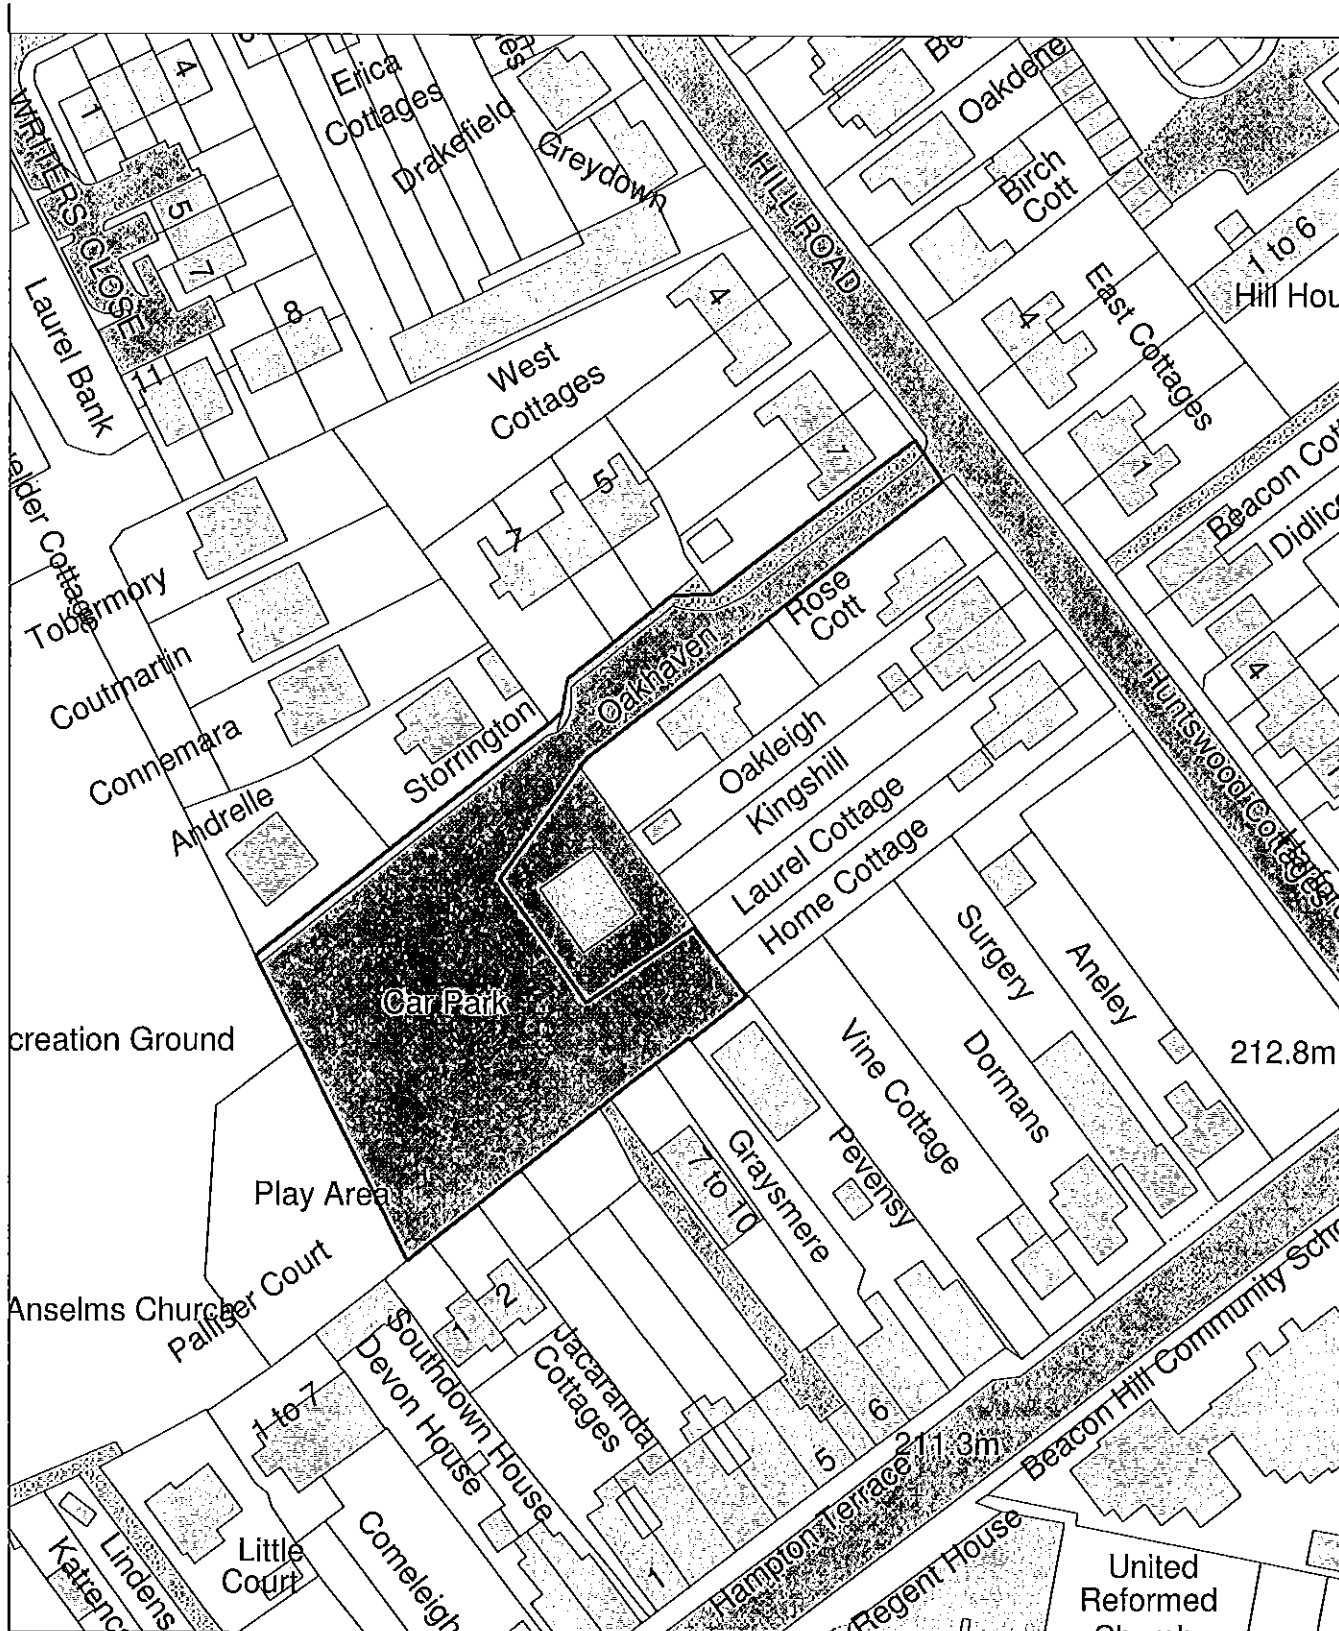 4
1
WRITERS CLOSE
5
7
8
11
Laurel Bank
Erica
Cottages
Drakefield
Greydown
HILL ROAD
Oakdene
Birch
Cott
1 to 6
Hill Hou
4
East Cottages
1
West
Cottages
4
1
5
7
Beacon Cott
Didlic
elder Cottage
Tobermory
Coutmartin
Connemara
Andrelle
Storrington
Oakhaven
Rose
Cott
Oakleigh
Kingshill
Laurel Cottage
Home Cottage
Huntswood Cottages
4
Car Park
creation Ground
Play Area
Surgery
Aneley
Vine Cottage
Dormans
212.8m
Pevensy
Graysmere
7 to 10
Anselms Church
Palliser Court
1 to 7
Southdown House
Devon House
1
2
Jacaranda
Cottages
6
5
1
211.3m
Hampton Terrace
Beacon Hill Community Scho
Regent House
United
Reformed
Little
Court
Comeleigh
Lindens
Katrenc